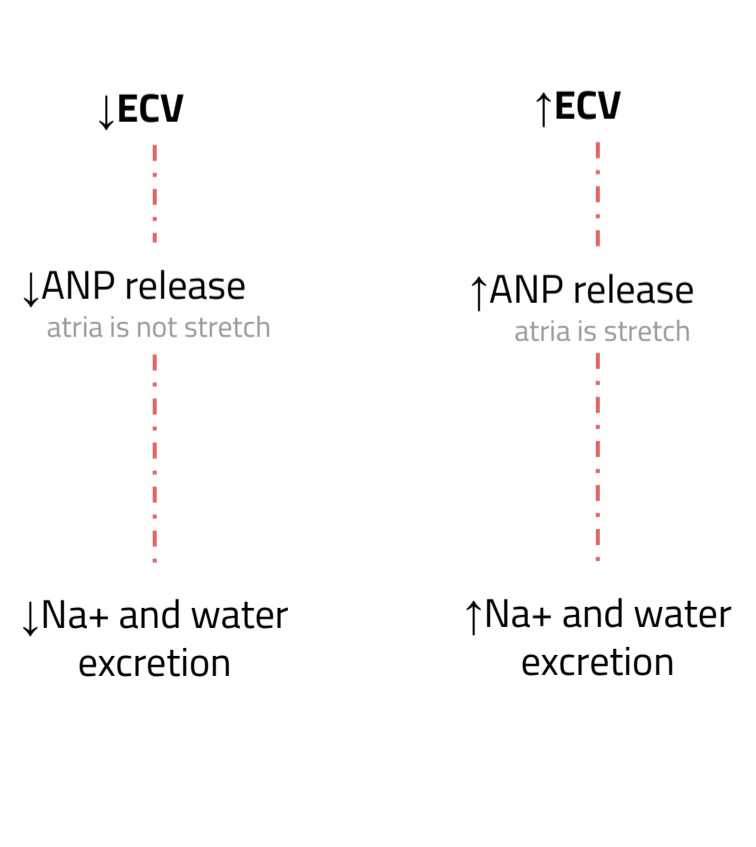 ↓ECV
↓ANP release
atria is not stretch
↓Na+ and water
excretion
↑ECV
↑ANP release
atria is stretch
↑Na+ and water
excretion